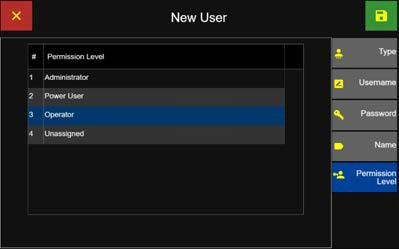 New User
# Permission Level
1 Administrator
2 Power User
3 Operator
4 Unassigned
Type
Username
Password
Name
Permission
Level